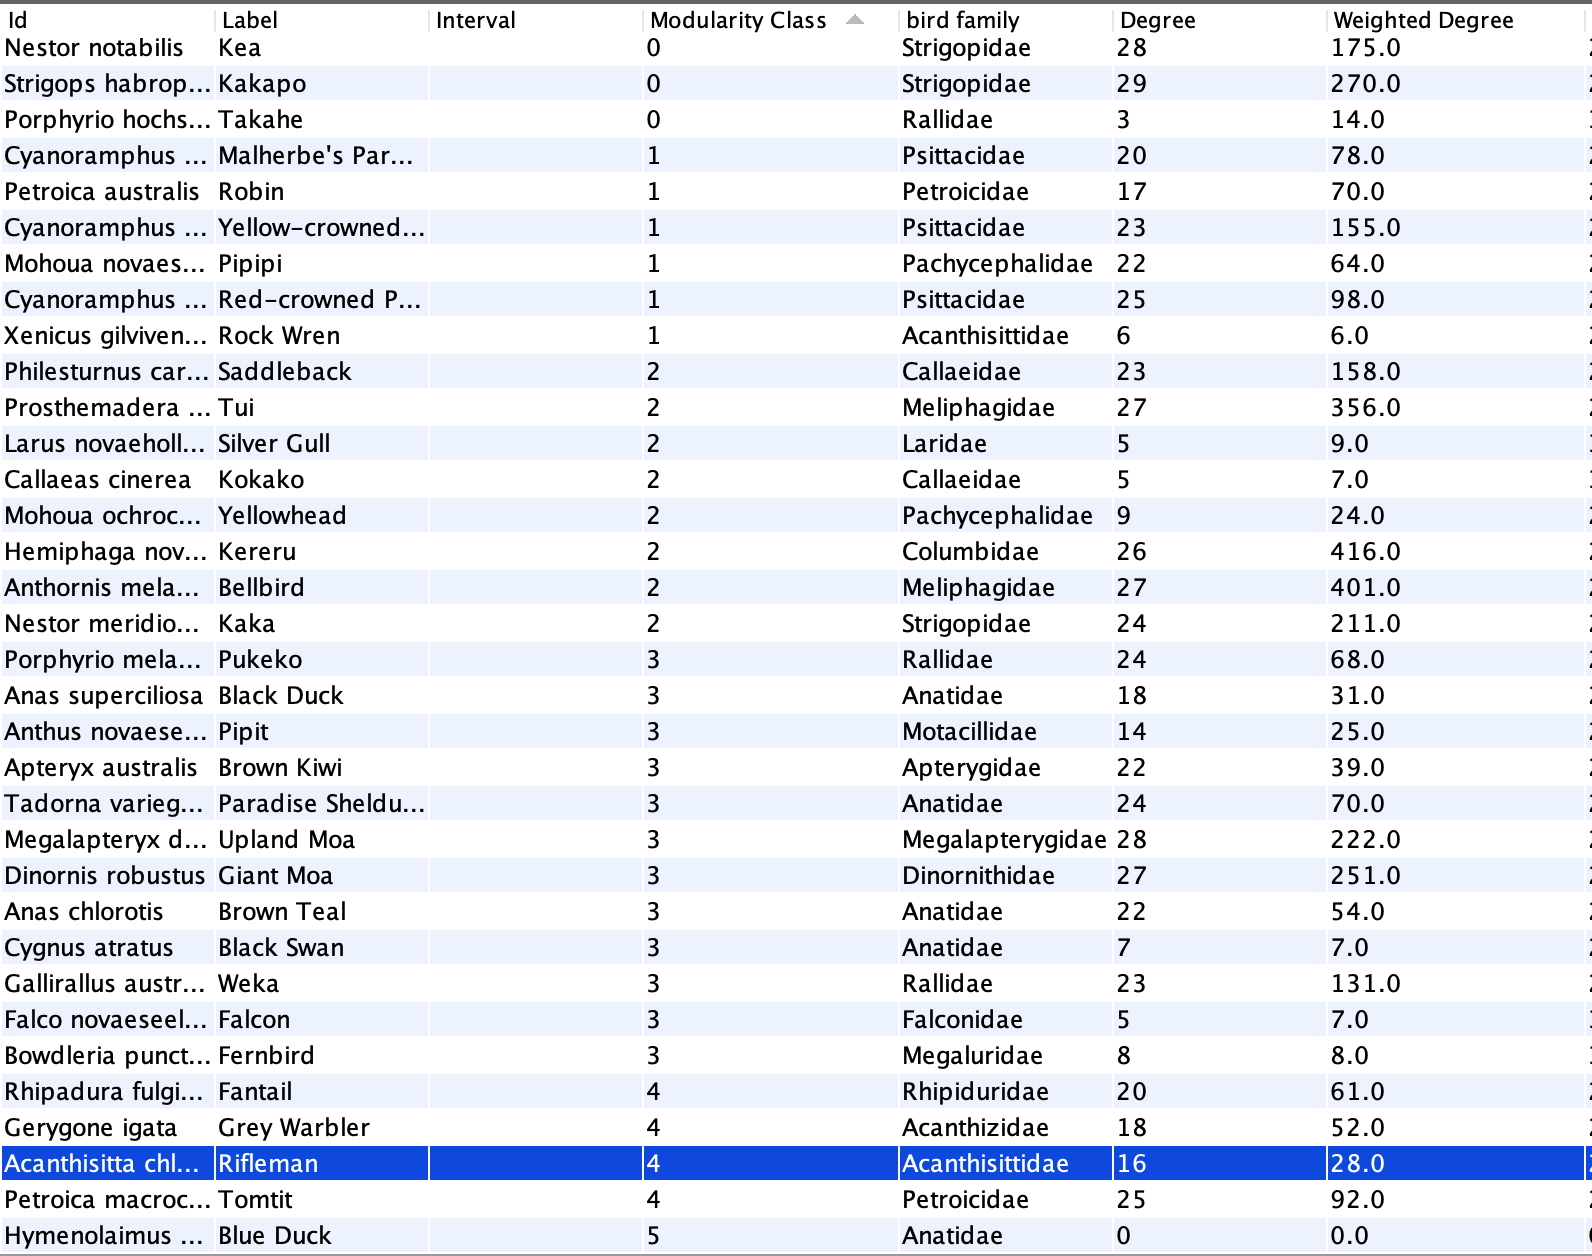 Id Label Interval Modularity Class bird family Degree Weighted Degree
Nestor notabilis Kea 0 Strigopidae 28 175.0
Strigops habrop... Kakapo 0 Strigopidae 29 270.0
Porphyrio hochs... Takahe 0 Rallidae 3 14.0
Cyanoramphus ... Malherbe's Par... 1 Psittacidae 20 78.0
Petroica australis Robin 1 Petroicidae 17 70.0
Cyanoramphus ... Yellow-crowned... 1 Psittacidae 23 155.0
Mohoua novaes... Pipipi 1 Pachycephalidae 22 64.0
Cyanoramphus ... Red-crowned P... 1 Psittacidae 25 98.0
Xenicus gilviven... Rock Wren 1 Acanthisittidae 6 6.0
Philesturnus car... Saddleback 2 Callaeidae 23 158.0
Prosthemadera ... Tui 2 Meliphagidae 27 356.0
Larus novaeholl... Silver Gull 2 Laridae 5 9.0
Callaeas cinerea Kokako 2 Callaeidae 5 7.0
Mohoua ochroc... Yellowhead 2 Pachycephalidae 9 24.0
Hemiphaga nov... Kereru 2 Columbidae 26 416.0
Anthornis mela... Bellbird 2 Meliphagidae 27 401.0
Nestor meridio... Kaka 2 Strigopidae 24 211.0
Porphyrio mela... Pukeko 3 Rallidae 24 68.0
Anas superciliosa Black Duck 3 Anatidae 18 31.0
Anthus novaese... Pipit 3 Motacillidae 14 25.0
Apteryx australis Brown Kiwi 3 Apterygidae 22 39.0
Tadorna varieg... Paradise Sheldu... 3 Anatidae 24 70.0
Megalapteryx d... Upland Moa 3 Megalapterygidae 28 222.0
Dinornis robustus Giant Moa 3 Dinornithidae 27 251.0
Anas chlorotis Brown Teal 3 Anatidae 22 54.0
Cygnus atratus Black Swan 3 Anatidae 7 7.0
Gallirallus austr... Weka 3 Rallidae 23 131.0
Falco novaeseel... Falcon 3 Falconidae 5 7.0
Bowdleria punct... Fernbird 3 Megaluridae 8 8.0
Rhipadura fulgi... Fantail 4 Rhipiduridae 20 61.0
Gerygone igata Grey Warbler 4 Acanthizidae 18 52.0
Acanthisitta chl... Rifleman 4 Acanthisittidae 16 28.0
Petroica macroc... Tomtit 4 Petroicidae 25 92.0
Hymenolaimus ... Blue Duck 5 Anatidae 0 0.0